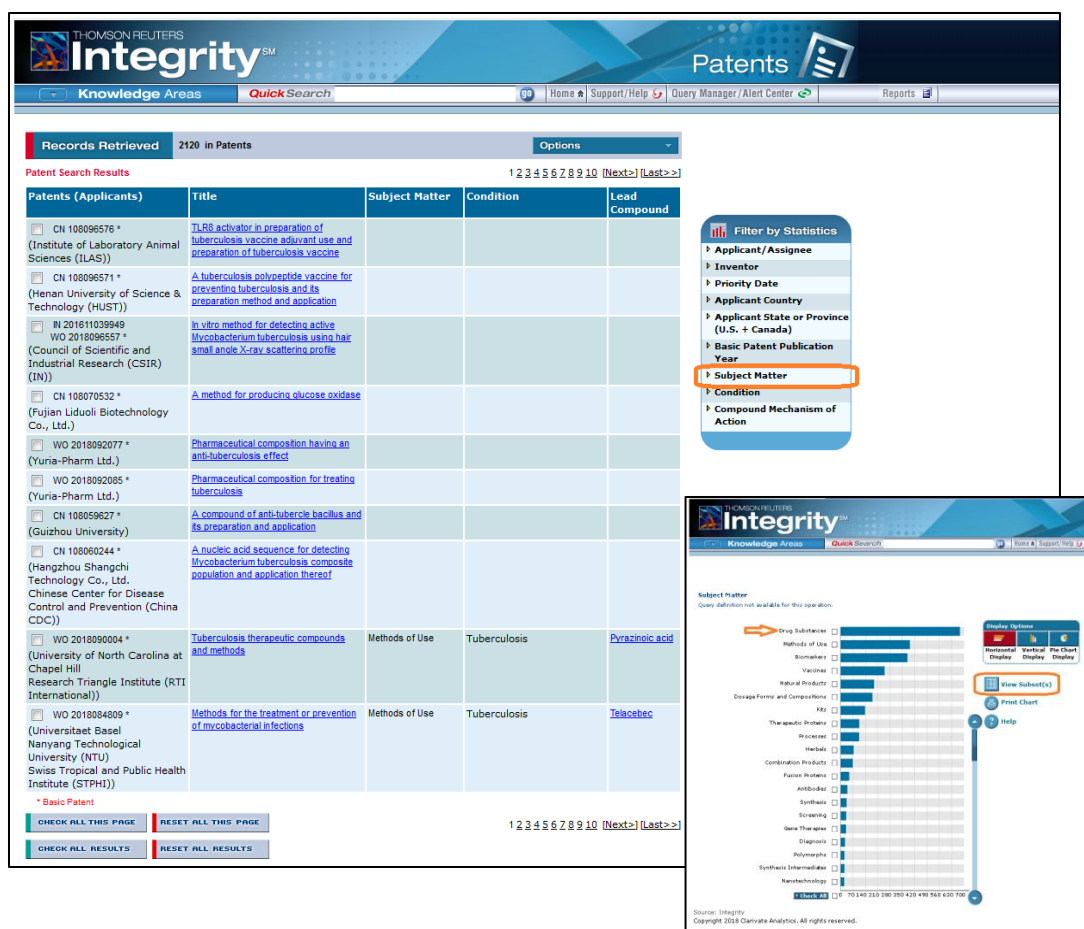 THOMSON REUTERS
Integrity SM
Patents
Knowledge Areas
QuickSearch
go
Home
Support/Help
Query Manager/Alert Center
Reports
Records Retrieved
2120 in Patents
Options
Patent Search Results
1 2 3 4 5 6 7 8 9 10 [Next>] [Last>>]
Patents (Applicants)
Title
Subject Matter
Condition
Lead
Compound
CN 108096576 *
(Institute of Laboratory Animal
Sciences (ILAS))
TLR8 activator in preparation of
tuberculosis vaccine adjuvant use and
preparation of tuberculosis vaccine
CN 108096571 *
(Henan University of Science &
Technology (HUST))
A tuberculosis polypeptide vaccine for
preventing tuberculosis and its
preparation method and application
IN 201611039949
WO 2018096557 *
(Council of Scientific and
Industrial Research (CSIR)
(IN))
In vitro method for detecting active
Mycobacterium tuberculosis using hair
small angle X-ray scattering profile
CN 108070532 *
(Fujian Liduoli Biotechnology
Co., Ltd.)
A method for producing glucose oxidase
WO 2018092077 *
(Yuria-Pharm Ltd.)
Pharmaceutical composition having an
anti-tuberculosis effect
WO 2018092085 *
(Yuria-Pharm Ltd.)
Pharmaceutical composition for treating
tuberculosis
CN 108059627 *
(Guizhou University)
A compound of anti-tubercle bacillus and
its preparation and application
CN 108060244 *
(Hangzhou Shangchi
Technology Co., Ltd.
Chinese Center for Disease
Control and Prevention (China
CDC))
A nucleic acid sequence for detecting
Mycobacterium tuberculosis composite
population and application thereof
WO 2018090004 *
(University of North Carolina at
Chapel Hill
Research Triangle Institute (RTI
International))
Tuberculosis therapeutic compounds
and methods
Methods of Use
Tuberculosis
Pyrazinoic acid
WO 2018084809 *
(Universitaet Basel
Nanyang Technological
University (NTU)
Swiss Tropical and Public Health
Institute (STPHI))
Methods for the treatment or prevention
of mycobacterial infections
Methods of Use
Tuberculosis
Telacebec
* Basic Patent
CHECK ALL THIS PAGE
RESET ALL THIS PAGE
1 2 3 4 5 6 7 8 9 10 [Next>] [Last>>]
CHECK ALL RESULTS
RESET ALL RESULTS
Filter by Statistics
Applicant/Assignee
Inventor
Priority Date
Applicant Country
Applicant State or Province
(U.S. + Canada)
Basic Patent Publication
Year
Subject Matter
Condition
Compound Mechanism of
Action
THOMSON REUTERS
Integrity SM
Knowledge Areas
QuickSearch
go
Home
Support/Help
Subject Matter
Query definition not available for this operation.
Drug Substances
Methods of Use
Biomarkers
Vaccines
Natural Products
Dosage Forms and Compositions
Kits
Therapeutic Proteins
Processes
Herbals
Combination Products
Fusion Proteins
Antibodies
Synthesis
Screening
Gene Therapies
Diagnosis
Polymorphs
Synthesis Intermediates
Nanotechnology
Check All
0 70 140 210 280 350 420 490 560 630 700
Display Options
Horizontal
Display
Vertical
Display
Pie Chart
Display
View Subset(s)
Print Chart
Help
Source: Integrity
Copyright 2018 Clarivate Analytics. All rights reserved.